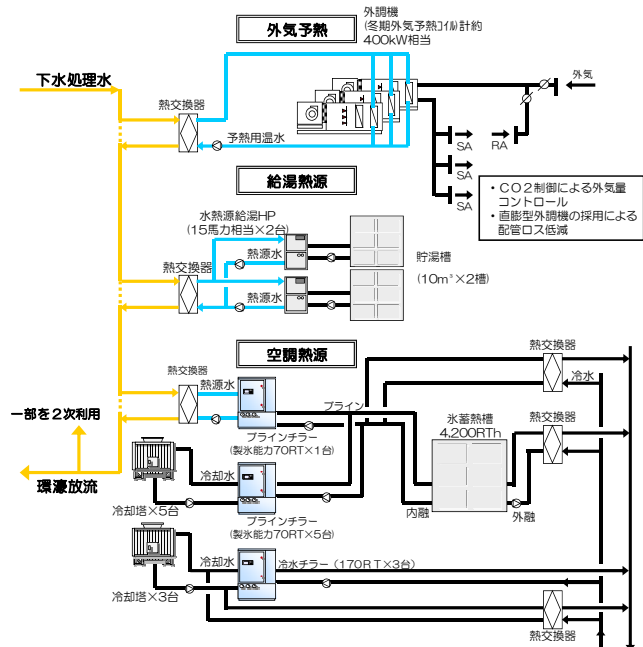 外気予熱
外調機
(冬期外気予熱ｺｲﾙ)計約
400kW相当
下水処理水
熱交換器
予熱用温水
外気
SA
RA
SA
SA
・CO2制御による外気量
コントロール
・直膨型外調機の採用による
配管ロス低減
給湯熱源
水熱源給湯HP
(15馬力相当×2台)
熱源水
熱交換器
熱源水
貯湯槽
(10m³×2槽)
空調熱源
熱交換器
熱源水
ブライン
ブラインチラー
(製氷能力70RT×1台)
氷蓄熱槽
4,200RTh
熱交換器
冷水
熱交換器
一部を2次利用
環濠放流
冷却水
冷却塔×5台
ブラインチラー
(製氷能力70RT×5台)
内融
外融
冷却水
冷水チラー(170RT×3台)
冷却塔×3台
熱交換器